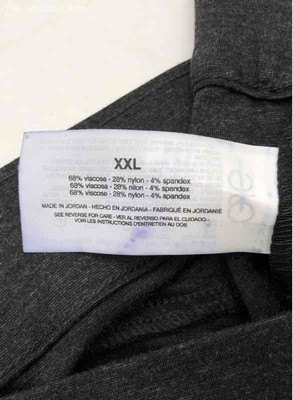 XXL
68% viscose - 28% nylon - 4% spandex
68% viscosa - 28% nilon - 4% spandex
68% viscose - 28% nylon - 4% spandex
MADE IN JORDAN - HECHO EN JORDANIA - FABRIQUÉ EN JORDANIE
SEE REVERSE FOR CARE - VER AL REVERSO PARA EL CUIDADO -
VOIR LES INSTRUCTIONS D'ENTRETIEN AU DOS